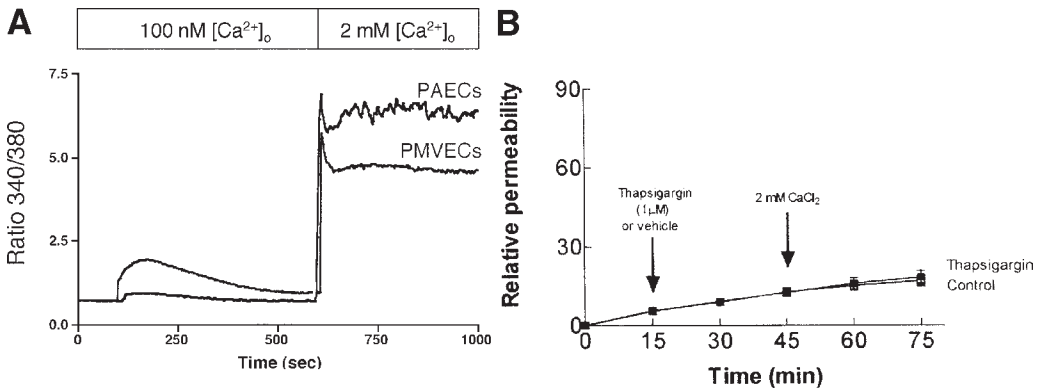 A
100 nM [Ca²⁺]ₒ
2 mM [Ca²⁺]ₒ
Ratio 340/380
7.5
5.0
2.5
0.0
PAECs
PMVECs
0
250
500
750
1000
Time (sec)
B
Relative permeability
90
60
30
0
Thapsigargin
(1µM)
or vehicle
2 mM CaCl₂
Thapsigargin
Control
0
15
30
45
60
75
Time (min)